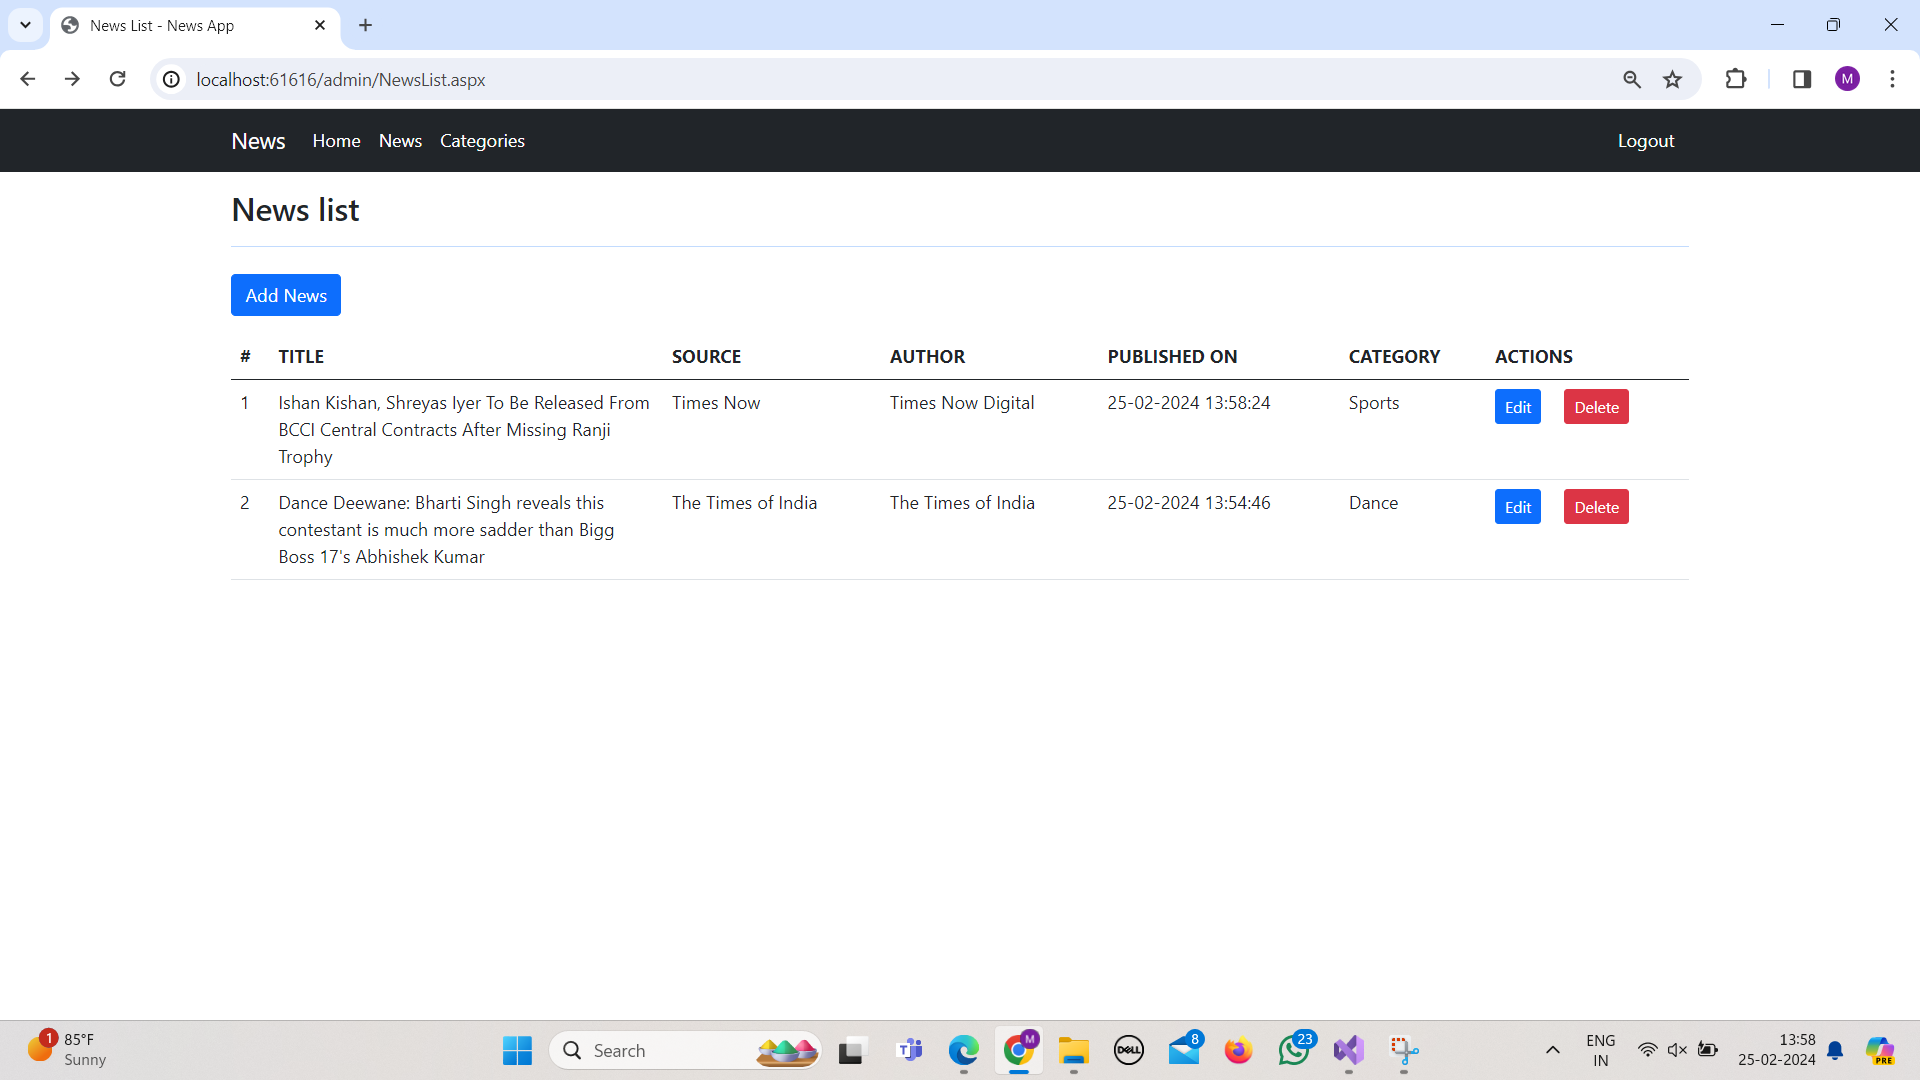 News List - News App
localhost:61616/admin/NewsList.aspx
M
News Home News Categories Logout
News list
Add News
# TITLE SOURCE AUTHOR PUBLISHED ON CATEGORY ACTIONS
1 Ishan Kishan, Shreyas Iyer To Be Released From Times Now Times Now Digital 25-02-2024 13:58:24 Sports Edit Delete
BCCI Central Contracts After Missing Ranji
Trophy
2 Dance Deewane: Bharti Singh reveals this The Times of India The Times of India 25-02-2024 13:54:46 Dance Edit Delete
contestant is much more sadder than Bigg
Boss 17's Abhishek Kumar
1 85°F
Sunny
Search
M
DELL
8
23
ENG
IN
13:58
25-02-2024
PRE